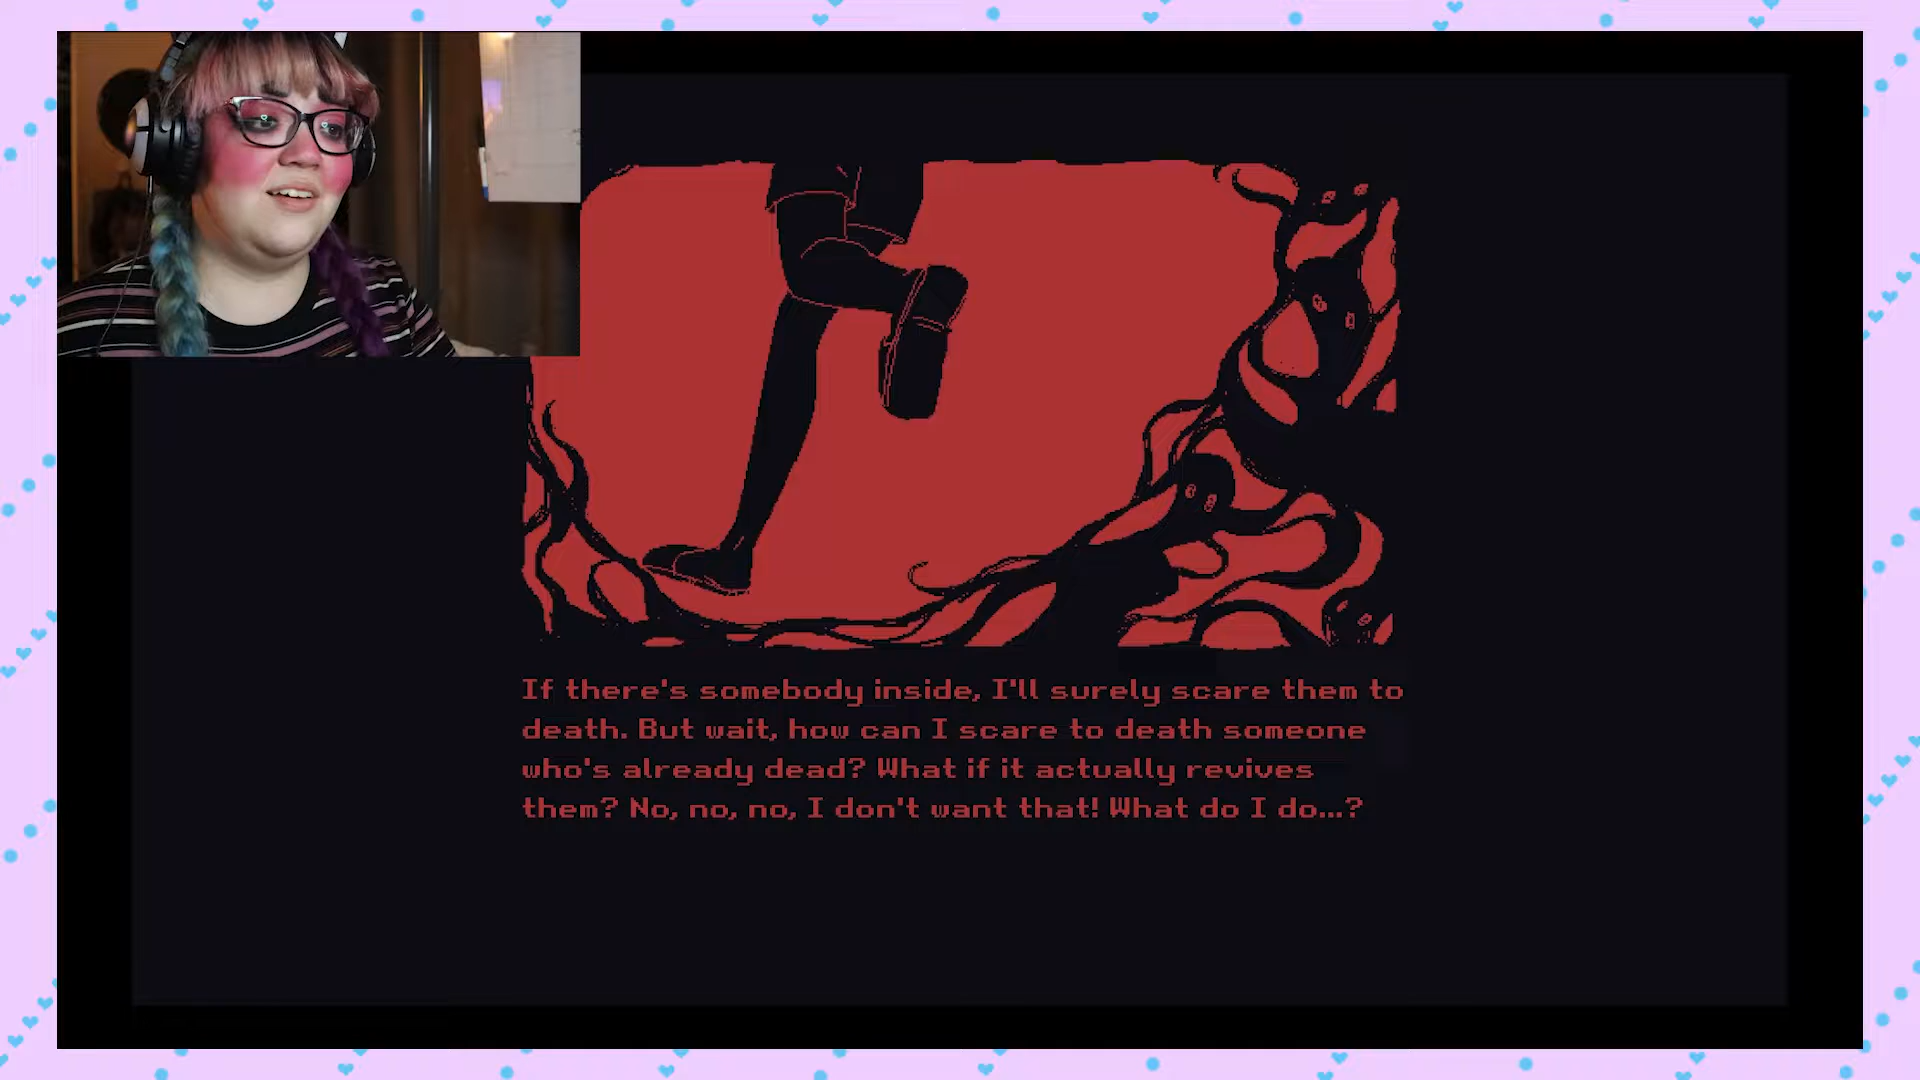 If there's somebody inside, I'll surely scare them to
death. But wait, how can I scare to death someone
who's already dead? What if it actually revives
them? No, no, no, I don't want that! What do I do...?